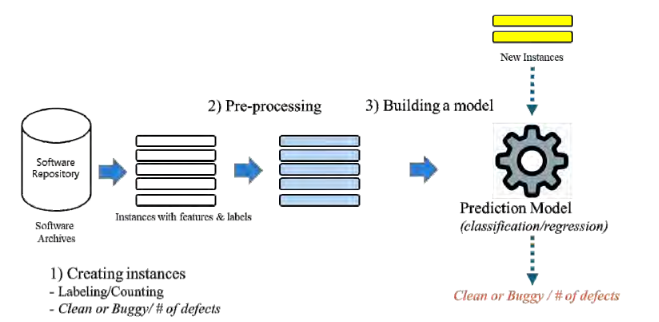 New Instances
2) Pre-processing
3) Building a model
Software
Repository
Instances with features & labels
Software
Archives
Prediction Model
(classification/regression)
1) Creating instances
- Labeling/Counting
- Clean or Buggy/ # of defects
Clean or Buggy / # of defects